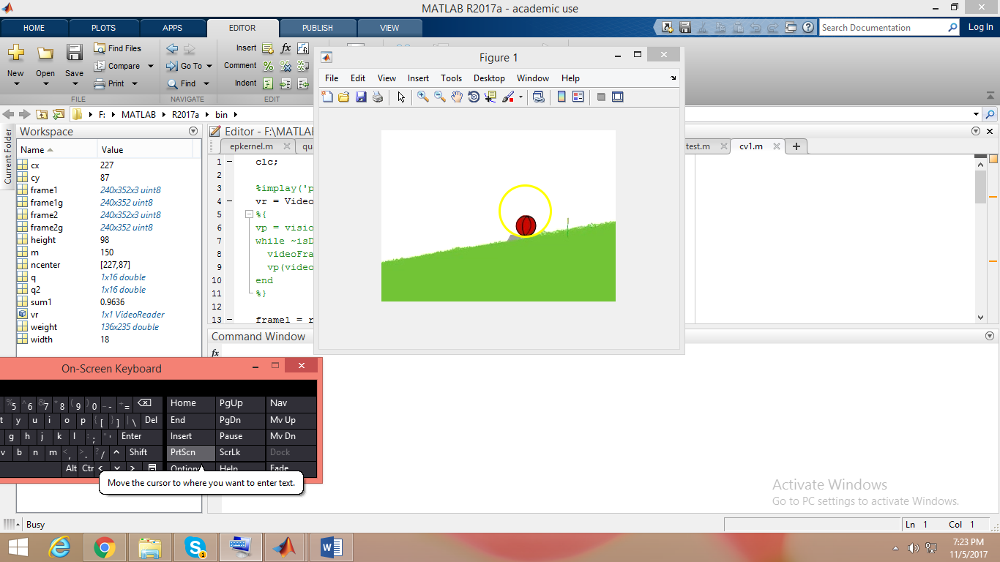 MATLAB R2017a - academic use
HOME PLOTS APPS EDITOR PUBLISH VIEW
Search Documentation
Log In
New Open Save
Find Files
Compare
Print
FILE
Go To
Find
NAVIGATE
Insert
Comment
Indent
EDIT
F: MATLAB R2017a bin
Current Folder
Workspace
Name Value
cx 227
cy 87
frame1 240x352x3 uint8
frame1g 240x352 uint8
frame2 240x352x3 uint8
frame2g 240x352 uint8
height 98
m 150
ncenter [227,87]
q 1x16 double
q2 1x16 double
sum1 0.9636
vr 1x1 VideoReader
weight 136x235 double
width 18
Editor - F:\MATLAB
epkernel.m
test.m
cv1.m
1 clc;
2
3 %implay('p
4 vr = Video
5 %{
6 vp = visio
7 while ~isD
8 videoFra
9 vp(video
10 end
11 %}
12
13 frame1 = r
Command Window
fx
Figure 1
File Edit View Insert Tools Desktop Window Help
On-Screen Keyboard
% 5 ^ 6 & 7 * 8 ( 9 ) 0 _ - + =
Home PgUp Nav
t y u i o p { [ } ] | \ Del
End PgDn Mv Up
g h j k l : ; " ' Enter
Insert Pause Mv Dn
v b n m < , > . ? / ^ Shift
PrtScn ScrLk Dock
Alt Ctr
Options Help Fade
Move the cursor to where you want to enter text.
Activate Windows
Go to PC settings to activate Windows.
Busy
Ln 1 Col 1
7:23 PM
11/5/2017